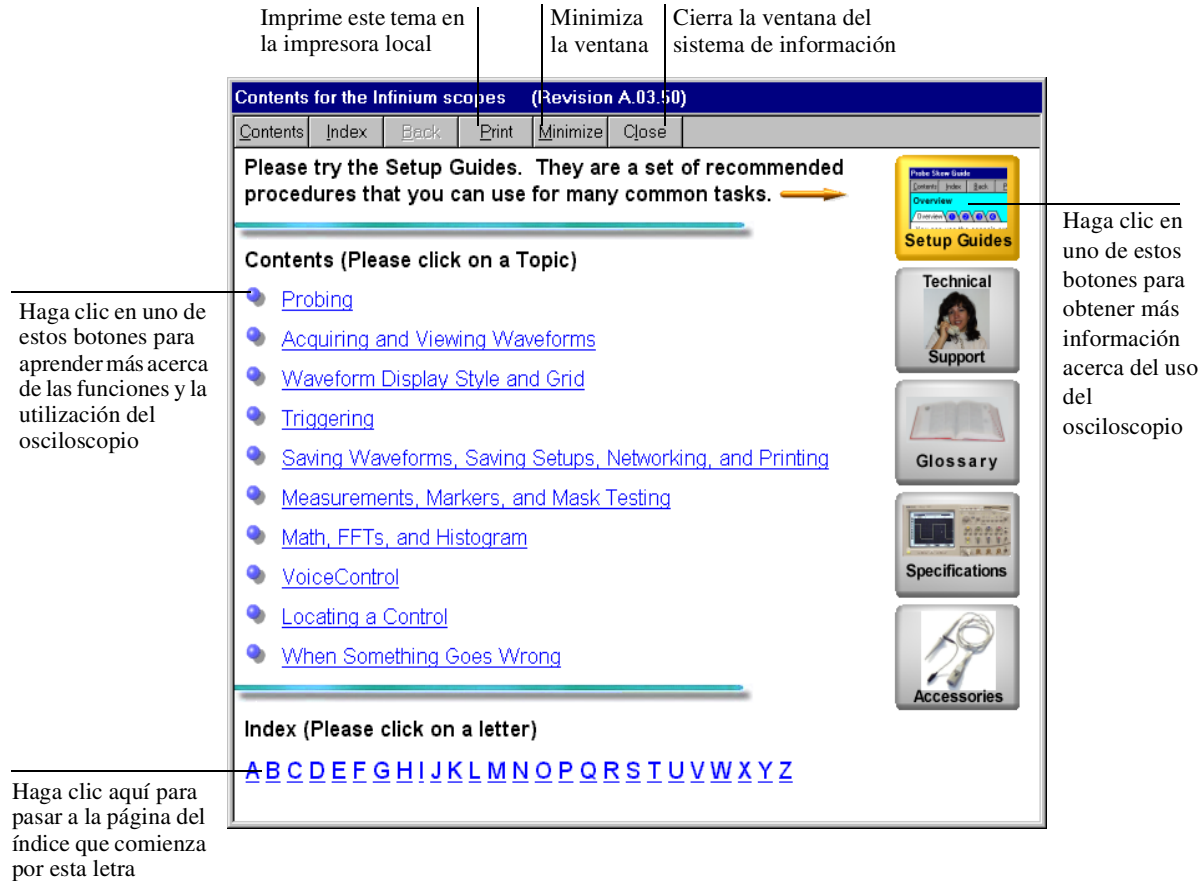 Imprime este tema en
la impresora local
Minimiza
la ventana
Cierra la ventana del
sistema de información
Contents for the Infinium scopes (Revision A.03.50)
Contents Index Back Print Minimize Close
Please try the Setup Guides. They are a set of recommended
procedures that you can use for many common tasks.
Contents (Please click on a Topic)
Probing
Acquiring and Viewing Waveforms
Waveform Display Style and Grid
Triggering
Saving Waveforms, Saving Setups, Networking, and Printing
Measurements, Markers, and Mask Testing
Math, FFTs, and Histogram
VoiceControl
Locating a Control
When Something Goes Wrong
Index (Please click on a letter)
A B C D E F G H I J K L M N O P Q R S T U V W X Y Z
Probe Skew Guide
Contents Index Back P
Overview
Overview
Setup Guides
Technical
Support
Glossary
Specifications
Accessories
Haga clic en uno de
estos botones para
aprender más acerca
de las funciones y la
utilización del
osciloscopio
Haga clic en
uno de estos
botones para
obtener más
información
acerca del uso
del
osciloscopio
Haga clic aquí para
pasar a la página del
índice que comienza
por esta letra